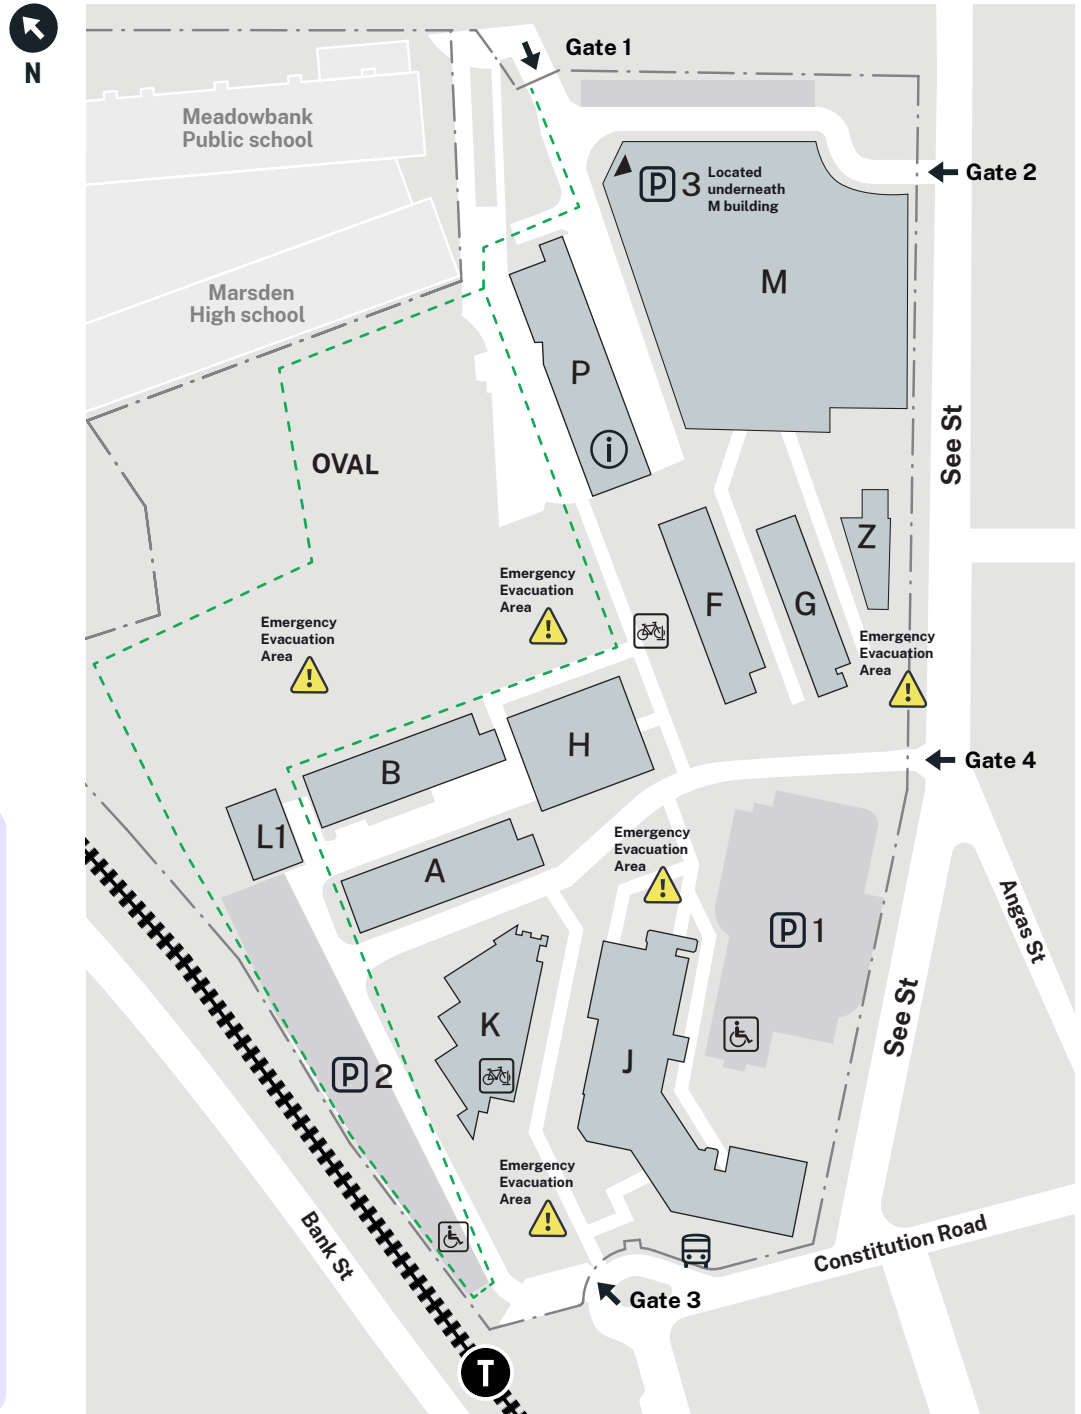 N
Gate 1
Meadowbank
Public school
P 3
Located
underneath
M building
Gate 2
M
Marsden
High school
P
i
See St
OVAL
Z
F
G
Emergency
Evacuation
Area
!
Emergency
Evacuation
Area
!
Emergency
Evacuation
Area
!
H
B
Gate 4
L1
A
Emergency
Evacuation
Area
!
Angas St
P 1
See St
K
J
P 2
Emergency
Evacuation
Area
!
Bank St
Constitution Road
Gate 3
T